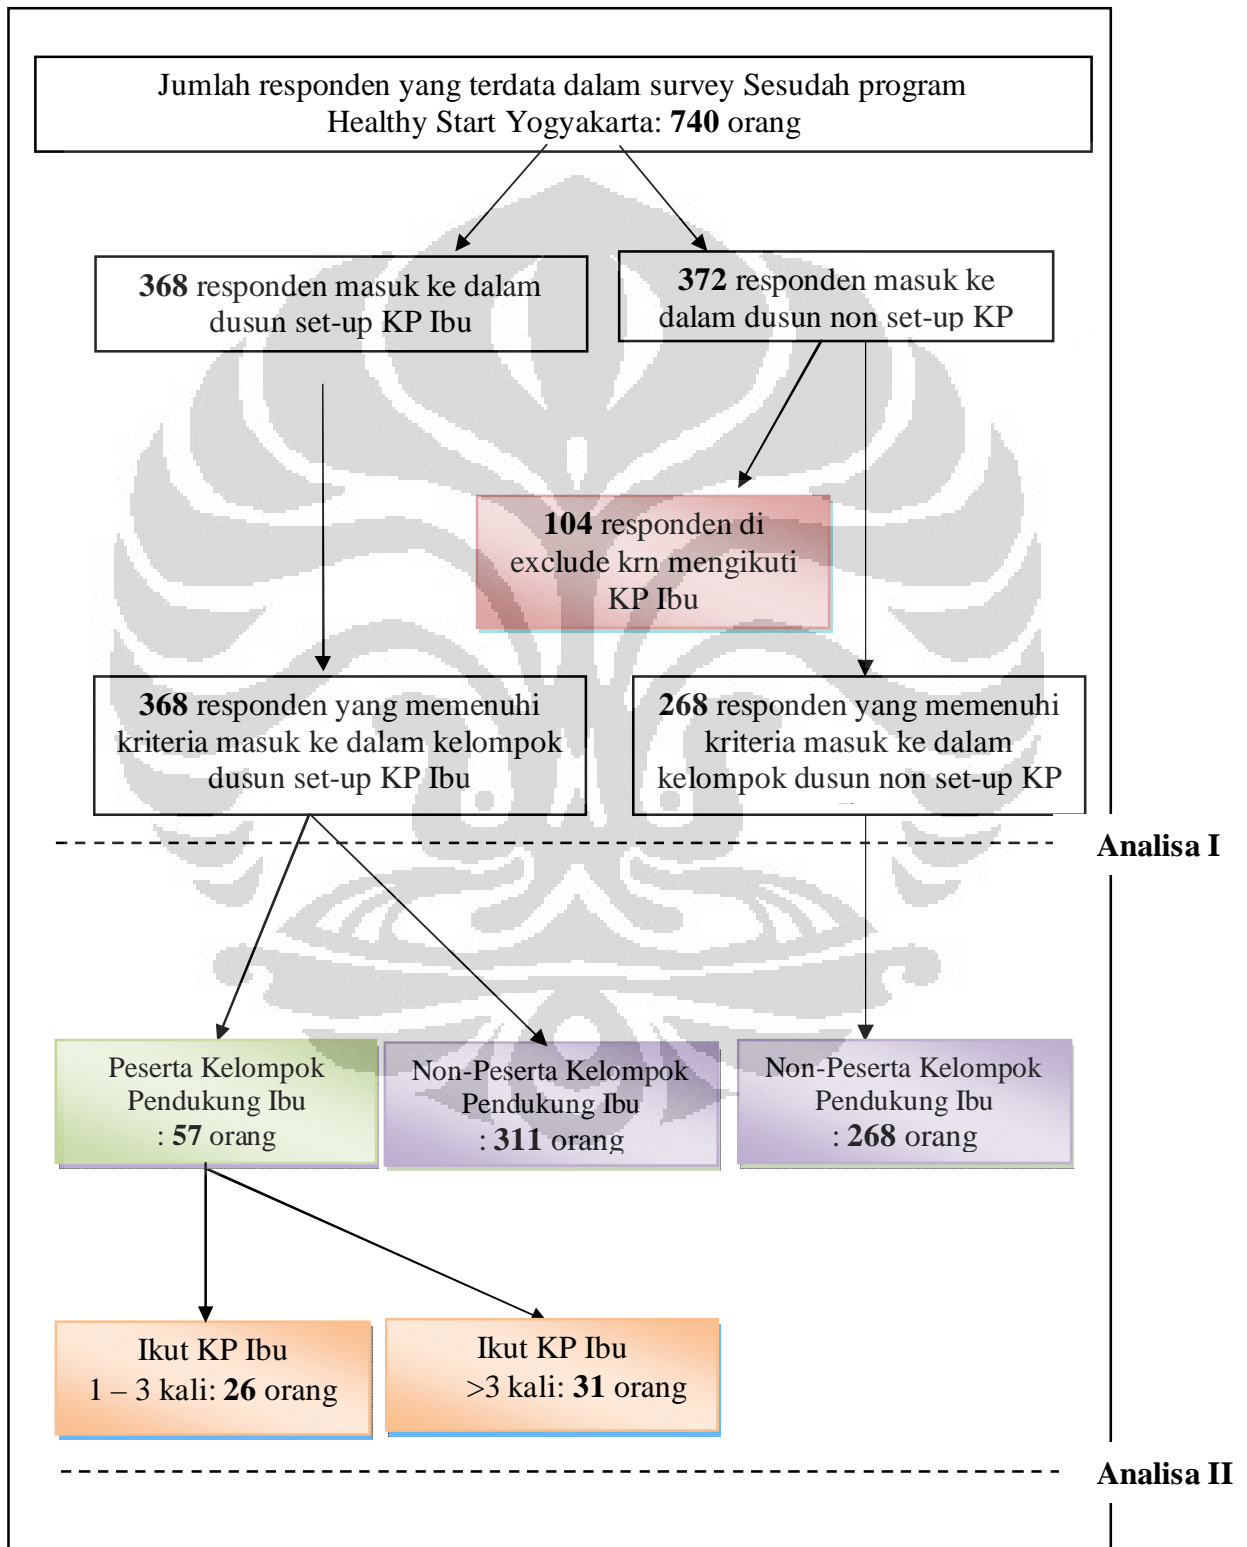 Jumlah responden yang terdata dalam survey Sesudah program
Healthy Start Yogyakarta: 740 orang
368 responden masuk ke dalam
dusun set-up KP Ibu
372 responden masuk ke
dalam dusun non set-up KP
104 responden di
exclude krn mengikuti
KP Ibu
368 responden yang memenuhi
kriteria masuk ke dalam kelompok
dusun set-up KP Ibu
268 responden yang memenuhi
kriteria masuk ke dalam
kelompok dusun non set-up KP
Analisa I
Peserta Kelompok
Pendukung Ibu
: 57 orang
Non-Peserta Kelompok
Pendukung Ibu
: 311 orang
Non-Peserta Kelompok
Pendukung Ibu
: 268 orang
Ikut KP Ibu
1 – 3 kali: 26 orang
Ikut KP Ibu
>3 kali: 31 orang
Analisa II